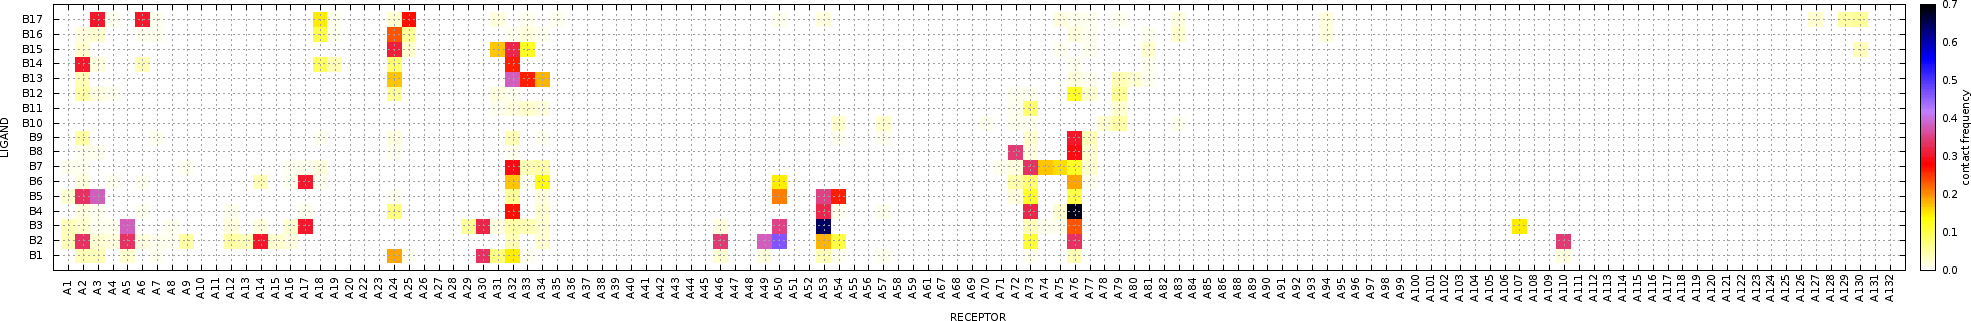 B17
B16
B15
B14
B13
B12
B11
B10
B9
B8
B7
B6
B5
B4
B3
B2
B1
LIGAND
A1 A2 A3 A4 A5 A6 A7 A8 A9 A10 A11 A12 A13 A14 A15 A16 A17 A18 A19 A20 A22 A23 A24 A25 A26 A27 A28 A29 A30 A31 A32 A33 A34 A35 A36 A37 A38 A39 A40 A41 A42 A43 A44 A45 A46 A47 A48 A49 A50 A51 A52 A53 A54 A55 A56 A57 A58 A59 A61 A67 A68 A69 A70 A71 A72 A73 A74 A75 A76 A77 A78 A79 A80 A81 A82 A83 A84 A85 A86 A88 A89 A90 A91 A92 A93 A94 A95 A96 A97 A98 A99 A100 A101 A102 A103 A104 A105 A106 A107 A108 A109 A110 A111 A112 A113 A114 A115 A116 A117 A118 A119 A120 A121 A122 A123 A124 A125 A126 A127 A128 A129 A130 A131 A132
RECEPTOR
0.7
0.6
0.5
0.4
0.3
0.2
0.1
0.0
contact frequency